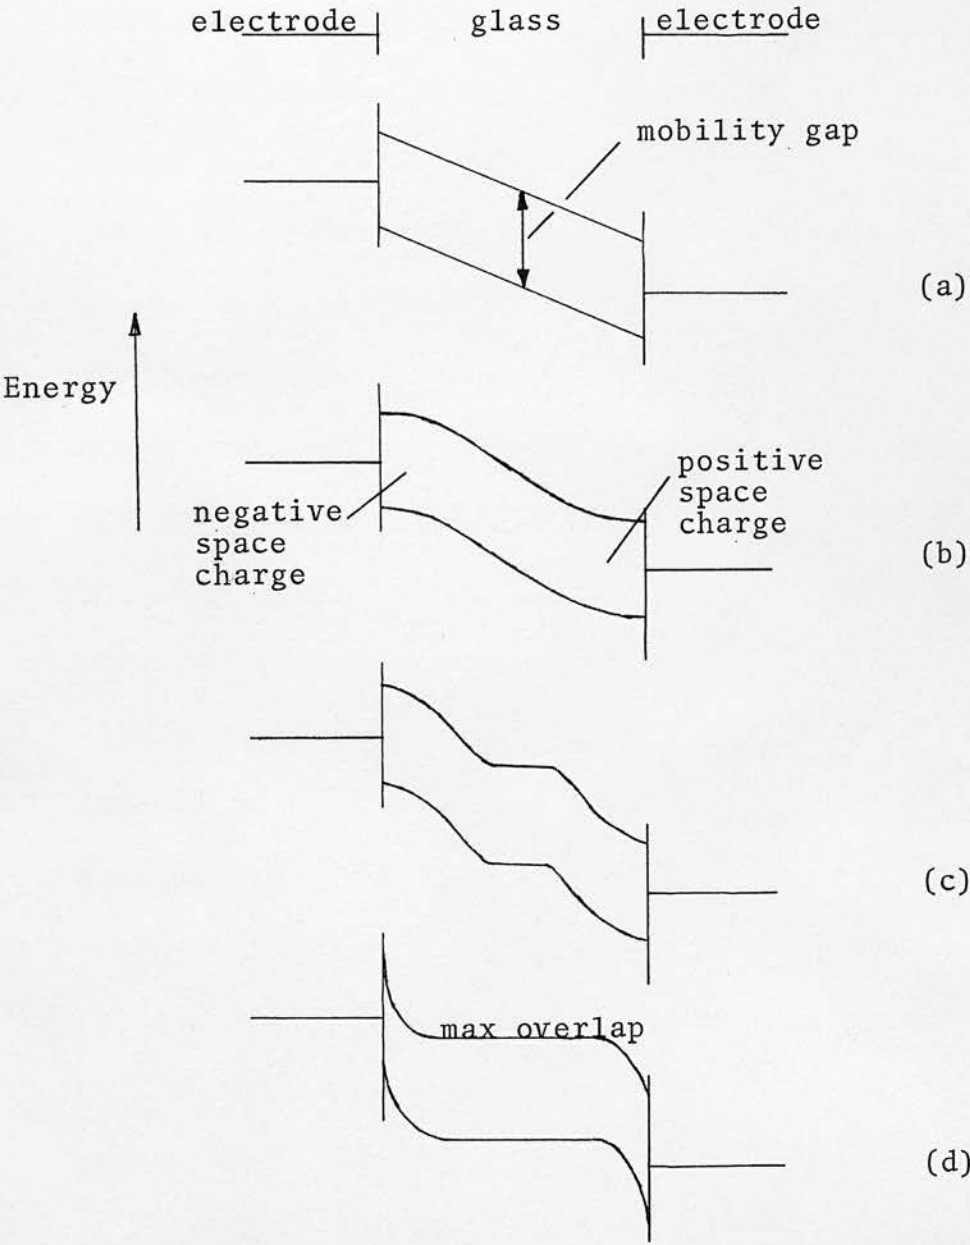 electrode glass electrode
mobility gap
(a)
Energy
positive
space
charge
negative
space
charge
(b)
(c)
max overlap
(d)